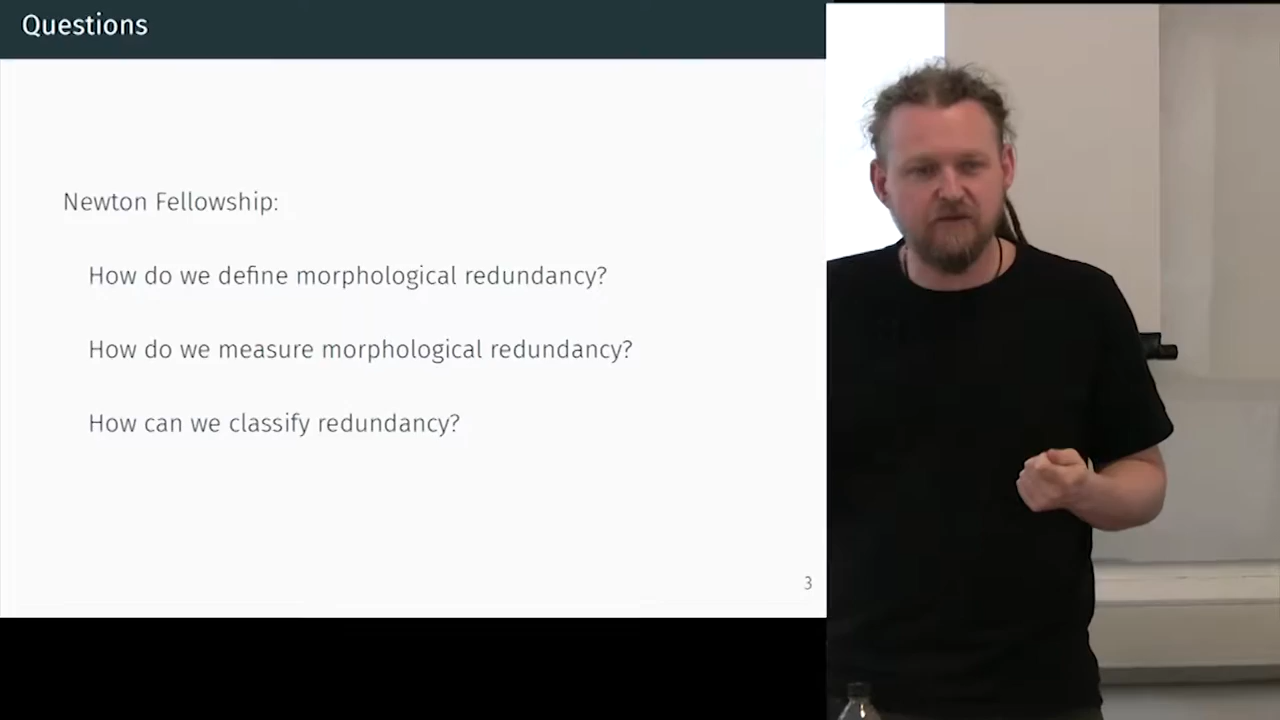 Questions
Newton Fellowship:
How do we define morphological redundancy?
How do we measure morphological redundancy?
How can we classify redundancy?
3